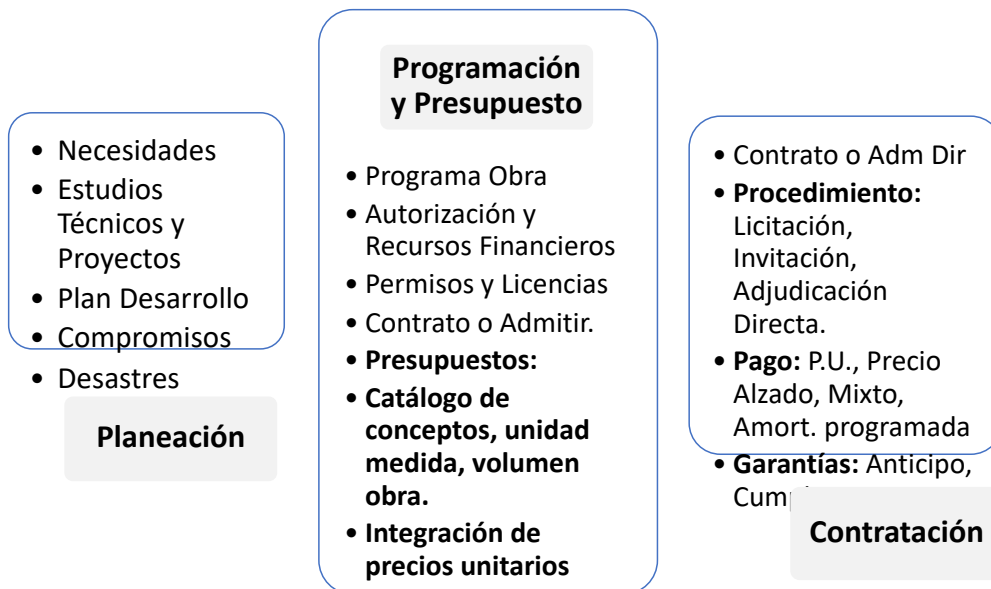 • Necesidades
• Estudios
Técnicos y
Proyectos
• Plan Desarrollo
• Compromisos
• Desastres
Planeación
Programación
y Presupuesto
• Programa Obra
• Autorización y
Recursos Financieros
• Permisos y Licencias
• Contrato o Admitir.
• Presupuestos:
• Catálogo de
conceptos, unidad
medida, volumen
obra.
• Integración de
precios unitarios
• Contrato o Adm Dir
• Procedimiento:
Licitación,
Invitación,
Adjudicación
Directa.
• Pago: P.U., Precio
Alzado, Mixto,
Amort. programada
• Garantías: Anticipo,
Contratación